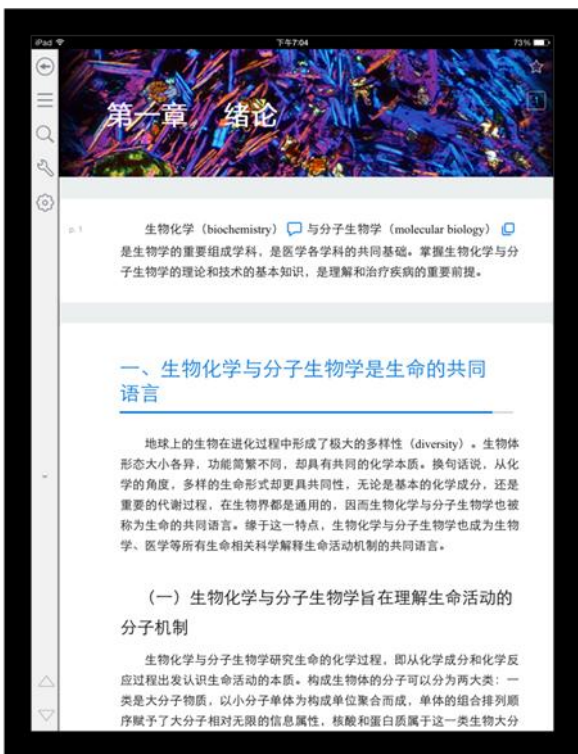 iPad 下午7:04 73%
第一章 绪论
p. 1
生物化学（biochemistry） 与分子生物学（molecular biology）
是生物学的重要组成学科，是医学各学科的共同基础。掌握生物化学与分
子生物学的理论和技术的基本知识，是理解和治疗疾病的重要前提。
一、生物化学与分子生物学是生命的共同
语言
地球上的生物在进化过程中形成了极大的多样性（diversity）。生物体
形态大小各异，功能简繁不同，却具有共同的化学本质。换句话说，从化
学的角度，多样的生命形式却更具共同性，无论是基本的化学成分，还是
重要的代谢过程，在生物界都是通用的，因而生物化学与分子生物学也被
称为生命的共同语言。缘于这一特点，生物化学与分子生物学也成为生物
学、医学等所有生命相关科学解释生命活动机制的共同语言。
（一）生物化学与分子生物学旨在理解生命活动的
分子机制
生物化学与分子生物学研究生命的化学过程，即从化学成分和化学反
应过程出发认识生命活动的本质。构成生物体的分子可以分为两大类：一
类是大分子物质，以小分子单体为构成单位聚合而成，单体的组合排列顺
序赋予了大分子相对无限的信息属性，核酸和蛋白质属于这一类生物大分